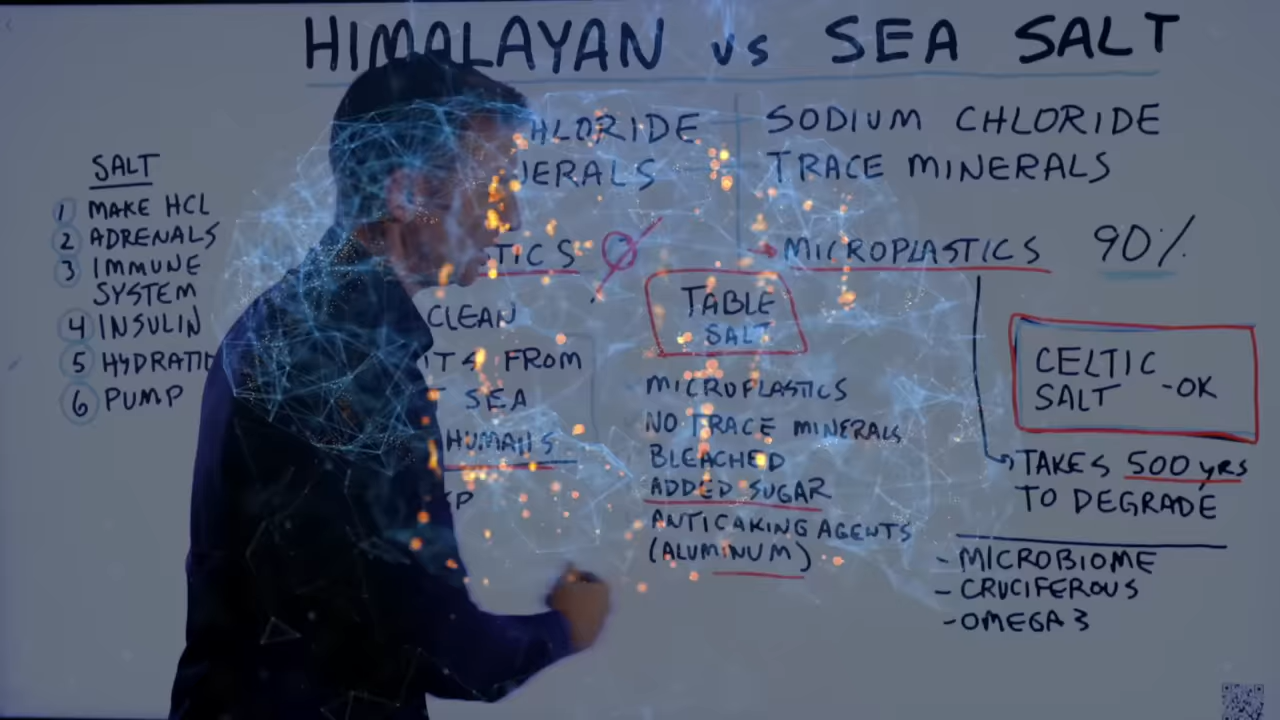 HIMALAYAN vs SEA SALT
SALT
1 MAKE HCL
2 ADRENALS
3 IMMUNE
SYSTEM
4 INSULIN
5 HYDRATIO
6 PUMP
HLORIDE
ERALS
TICS
CLEAN
FROM
SEA
HUMANS
TABLE
SALT
MICROPLASTICS
NO TRACE MINERALS
BLEACHED
ADDED SUGAR
ANTICAKING AGENTS
(ALUMINUM)
SODIUM CHLORIDE
TRACE MINERALS
MICROPLASTICS 90%
CELTIC
SALT -OK
TAKES 500 yrs
TO DEGRADE
- MICROBIOME
- CRUCIFEROUS
- OMEGA 3